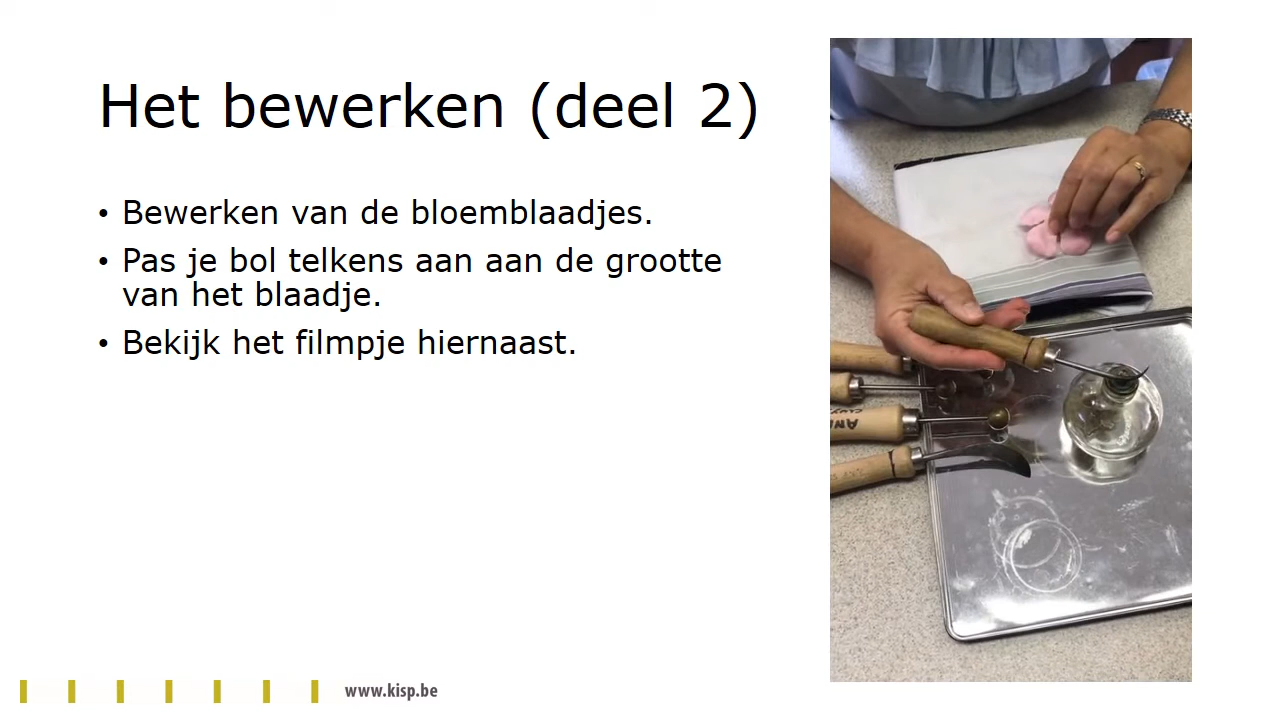 Het bewerken (deel 2)
• Bewerken van de bloemblaadjes.
• Pas je bol telkens aan aan de grootte
van het blaadje.
• Bekijk het filmpje hiernaast.
www.kisp.be